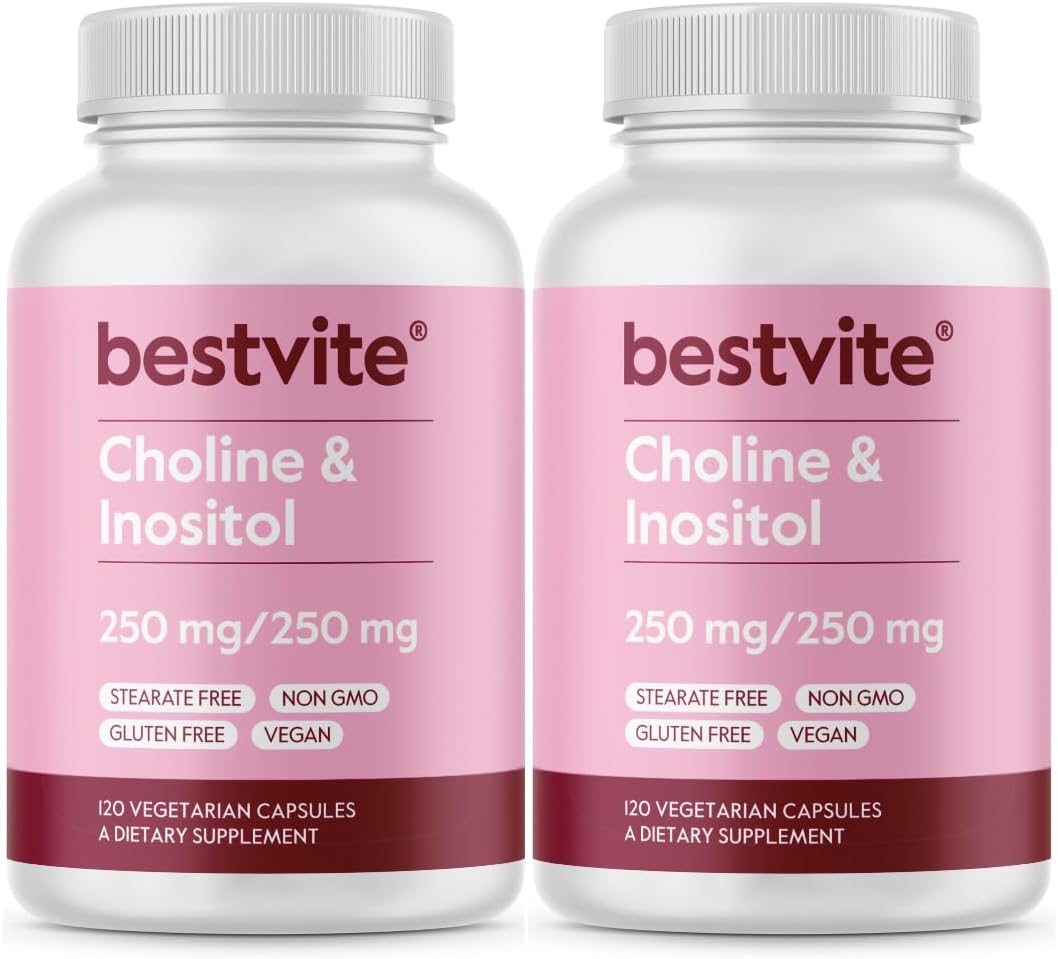 bestvite®
Choline &
Inositol
250 mg/250 mg
STEARATE FREE NON GMO
GLUTEN FREE VEGAN
120 VEGETARIAN CAPSULES
A DIETARY SUPPLEMENT
bestvite®
Choline &
Inositol
250 mg/250 mg
STEARATE FREE NON GMO
GLUTEN FREE VEGAN
120 VEGETARIAN CAPSULES
A DIETARY SUPPLEMENT